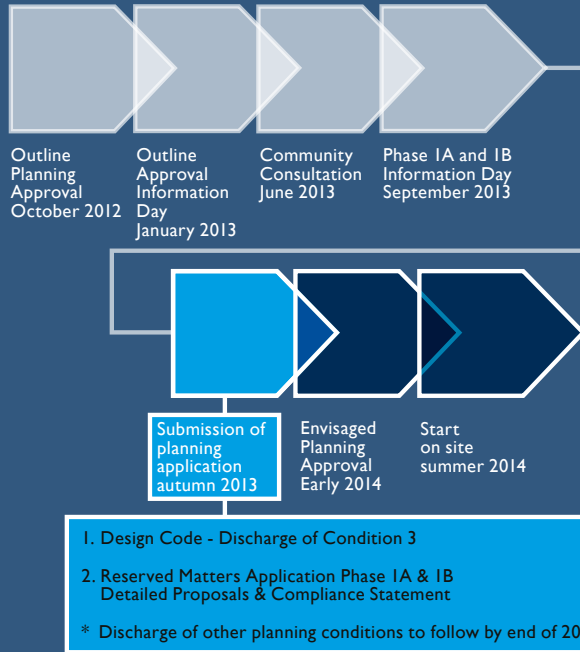 Outline
Planning
Approval
October 2012
Outline
Approval
Information
Day
January 2013
Community
Consultation
June 2013
Phase 1A and 1B
Information Day
September 2013
Submission of
planning
application
autumn 2013
Envisaged
Planning
Approval
Early 2014
Start
on site
summer 2014
1. Design Code - Discharge of Condition 3
2. Reserved Matters Application Phase 1A & 1B
Detailed Proposals & Compliance Statement
* Discharge of other planning conditions to follow by end of